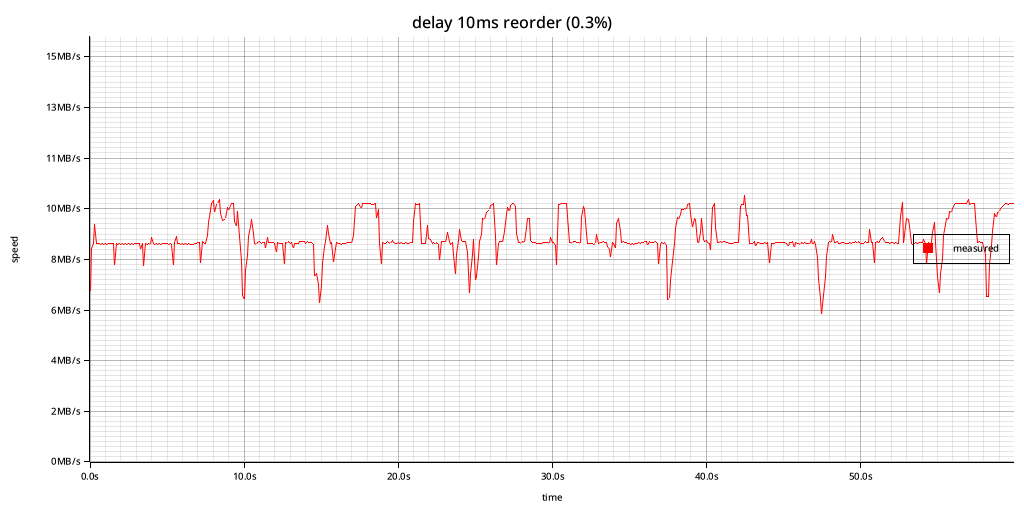 delay 10ms reorder (0.3%)
15MB/s
13MB/s
11MB/s
10MB/s
8MB/s
6MB/s
4MB/s
2MB/s
0MB/s
speed
measured
0.0s 10.0s 20.0s 30.0s 40.0s 50.0s
time